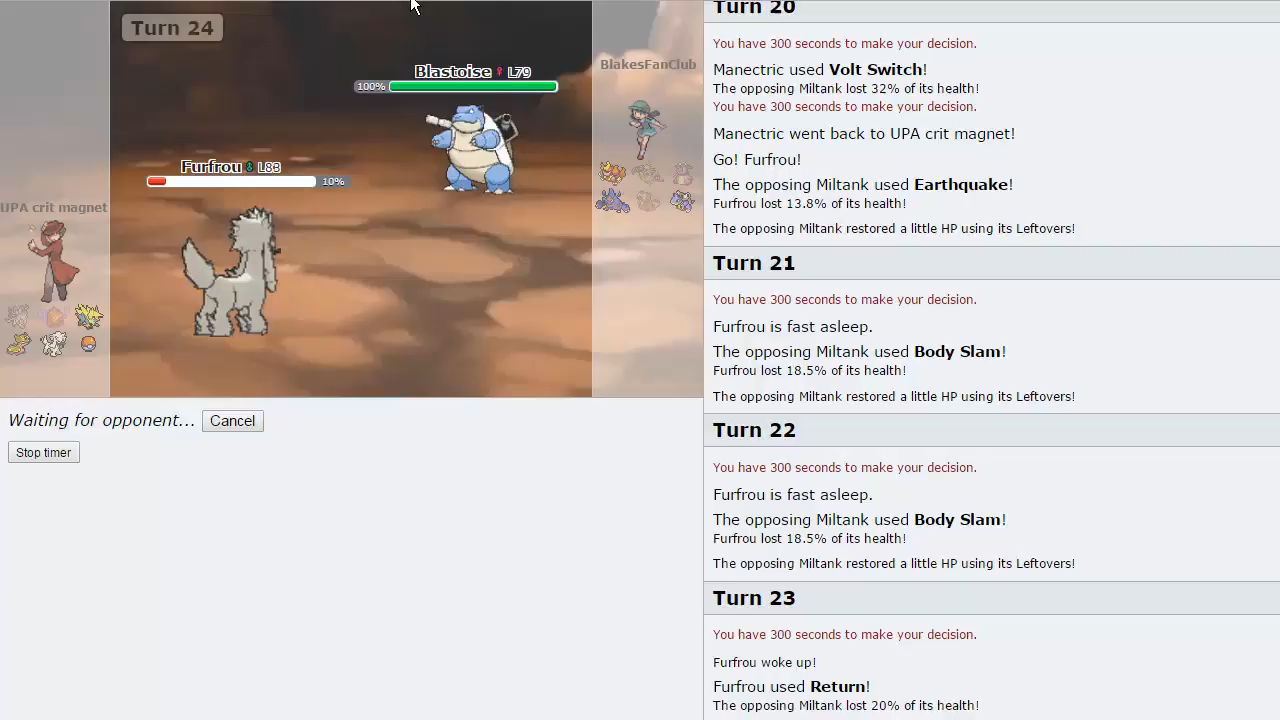 Turn 24
Blastoise L79
100%
Furfrou L83
10%
UPA crit magnet
BlakesFanClub
Waiting for opponent... Cancel
Stop timer
Turn 20
You have 300 seconds to make your decision.
Manectric used Volt Switch!
The opposing Miltank lost 32% of its health!
You have 300 seconds to make your decision.
Manectric went back to UPA crit magnet!
Go! Furfrou!
The opposing Miltank used Earthquake!
Furfrou lost 13.8% of its health!
The opposing Miltank restored a little HP using its Leftovers!
Turn 21
You have 300 seconds to make your decision.
Furfrou is fast asleep.
The opposing Miltank used Body Slam!
Furfrou lost 18.5% of its health!
The opposing Miltank restored a little HP using its Leftovers!
Turn 22
You have 300 seconds to make your decision.
Furfrou is fast asleep.
The opposing Miltank used Body Slam!
Furfrou lost 18.5% of its health!
The opposing Miltank restored a little HP using its Leftovers!
Turn 23
You have 300 seconds to make your decision.
Furfrou woke up!
Furfrou used Return!
The opposing Miltank lost 20% of its health!